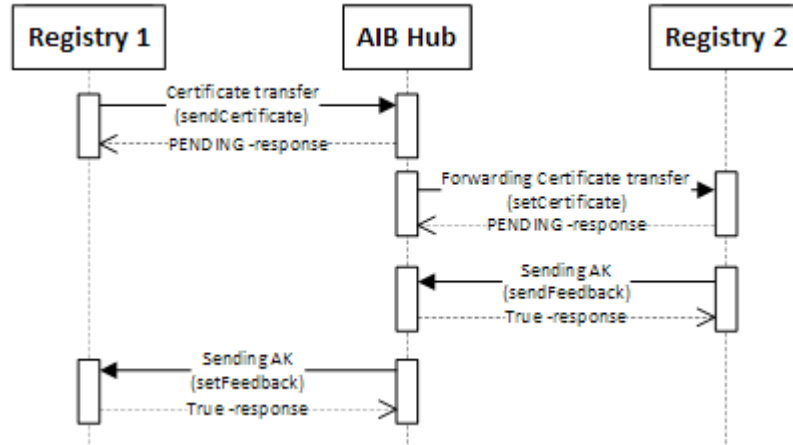 Registry 1
AIB Hub
Registry 2
Certificate transfer
(sendCertificate)
PENDING -response
Forwarding Certificate transfer
(setCertificate)
PENDING -response
Sending AK
(sendFeedback)
True -response
Sending AK
(setFeedback)
True -response